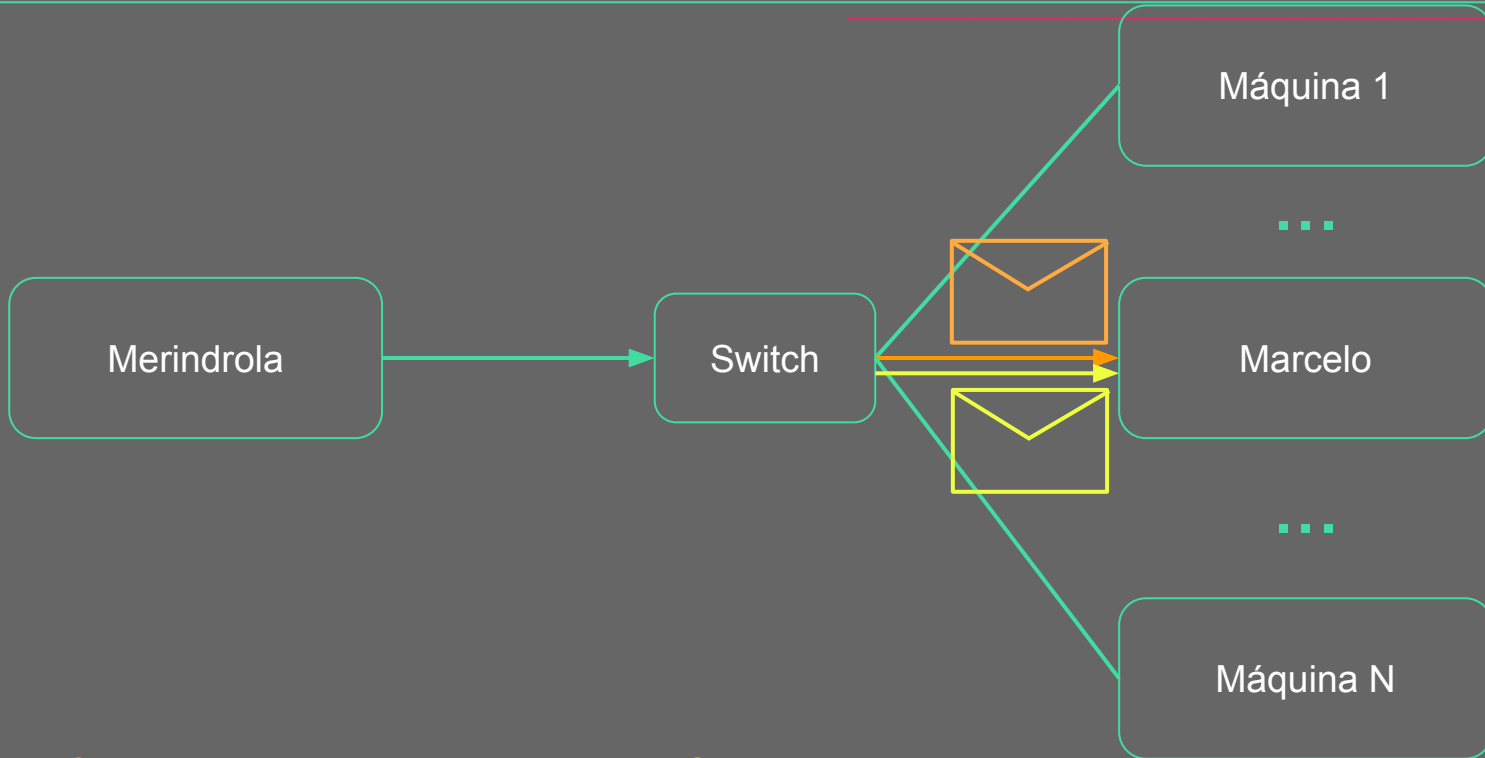 Máquina 1
...
Merindrola
Switch
Marcelo
...
Máquina N